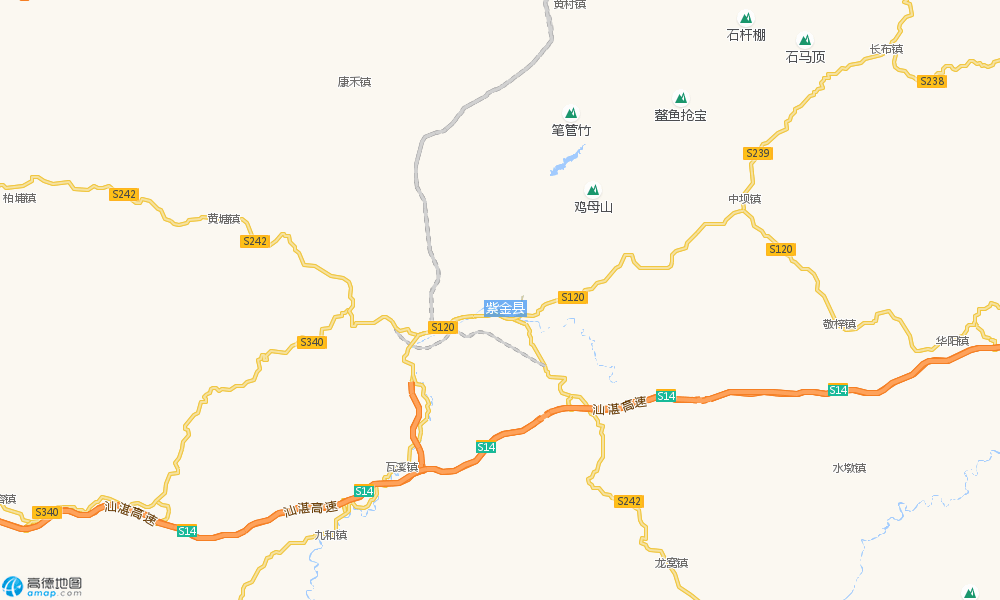 黄村镇
石杆棚
石马顶
长布镇
S238
康禾镇
鳌鱼抢宝
笔管竹
S239
柏埔镇
S242
黄塘镇
S242
鸡母山
中坝镇
S120
S120
紫金县
S120
S340
敬梓镇
华阳镇
S14
S14
汕湛高速
S14
瓦溪镇
S14
水墩镇
S242
S340
汕湛高速
汕湛高速
S14
九和镇
龙窝镇
高德地图
amap.com